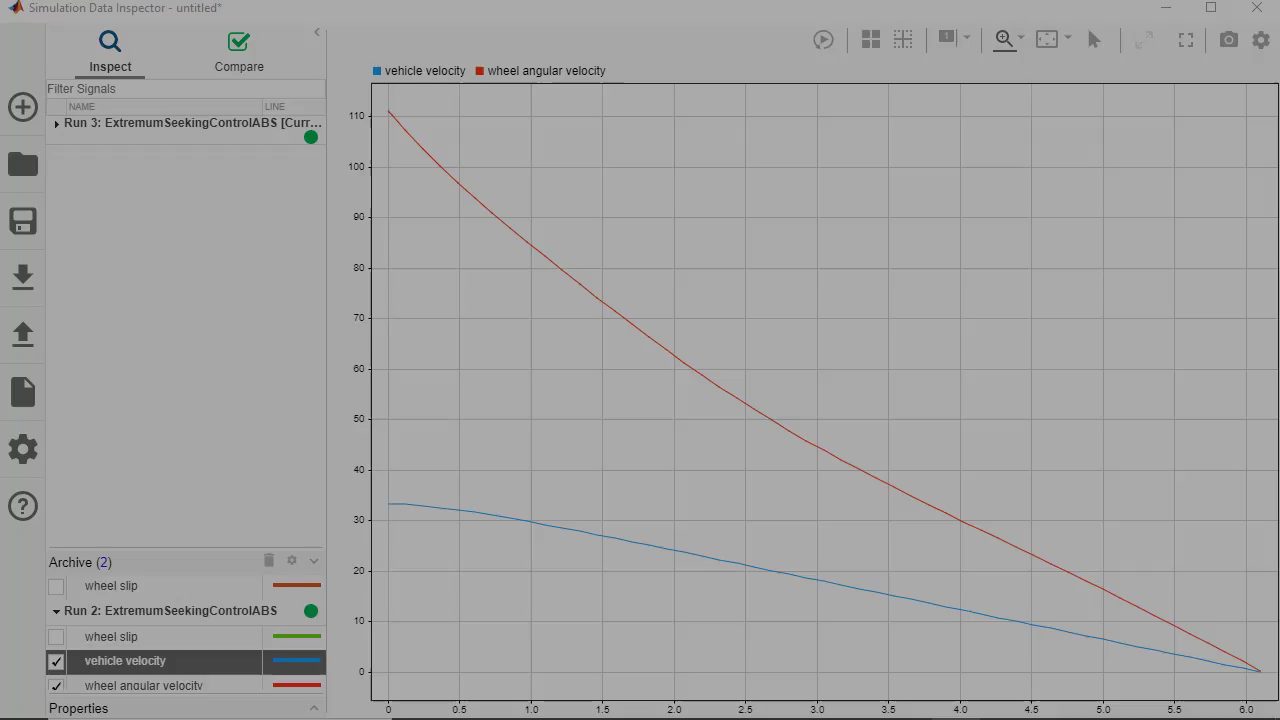 Simulation Data Inspector - untitled*
Inspect
Compare
Filter Signals
NAME
LINE
Run 3: ExtremumSeekingControlABS [Curr...
Archive (2)
wheel slip
Run 2: ExtremumSeekingControlABS
wheel slip
vehicle velocity
wheel angular velocity
Properties
1
vehicle velocity
wheel angular velocity
110
100
90
80
70
60
50
40
30
20
10
0
0 0.5 1.0 1.5 2.0 2.5 3.0 3.5 4.0 4.5 5.0 5.5 6.0